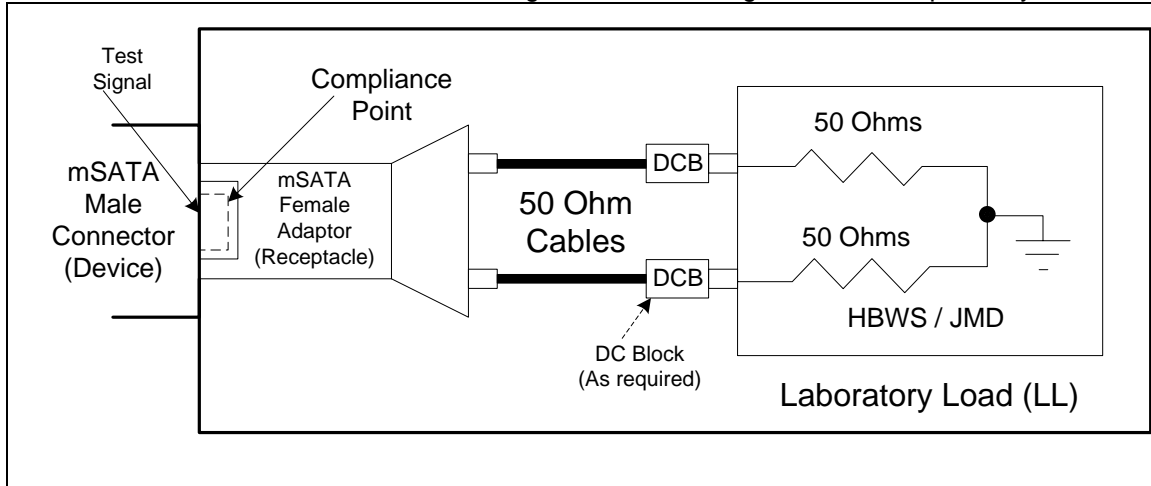 Test
Signal
Compliance
Point
mSATA
Male
Connector
(Device)
mSATA
Female
Adaptor
(Receptacle)
50 Ohm
Cables
DCB
DCB
DC Block
(As required)
50 Ohms
50 Ohms
HBWS / JMD
Laboratory Load (LL)